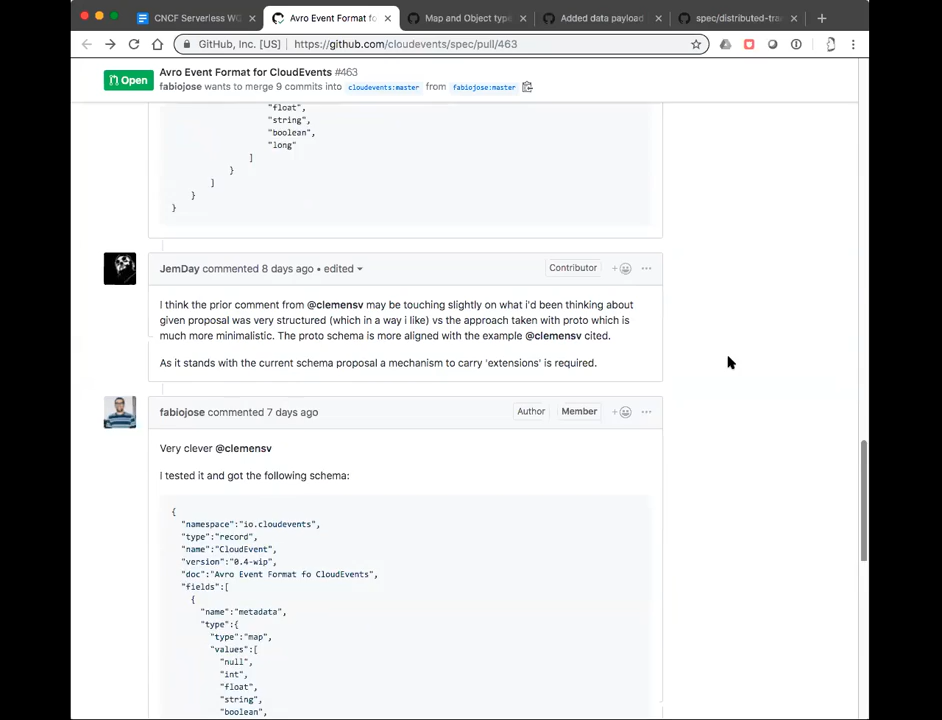 CNCF Serverless WG
Avro Event Format fo
Map and Object type
Added data payload
spec/distributed-tra
GitHub, Inc. [US] https://github.com/cloudevents/spec/pull/463
Open
Avro Event Format for CloudEvents #463
fabiojose wants to merge 9 commits into cloudevents:master from fabiojose:master
"float",
"string",
"boolean",
"long"
]
}
]
}
}
JemDay commented 8 days ago • edited
Contributor
I think the prior comment from @clemensv may be touching slightly on what i'd been thinking about
given proposal was very structured (which in a way i like) vs the approach taken with proto which is
much more minimalistic. The proto schema is more aligned with the example @clemensv cited.
As it stands with the current schema proposal a mechanism to carry 'extensions' is required.
fabiojose commented 7 days ago
Author Member
Very clever @clemensv
I tested it and got the following schema:
{
"namespace":"io.cloudevents",
"type":"record",
"name":"CloudEvent",
"version":"0.4-wip",
"doc":"Avro Event Format fo CloudEvents",
"fields":[
{
"name":"metadata",
"type":{
"type":"map",
"values":[
"null",
"int",
"float",
"string",
"boolean",